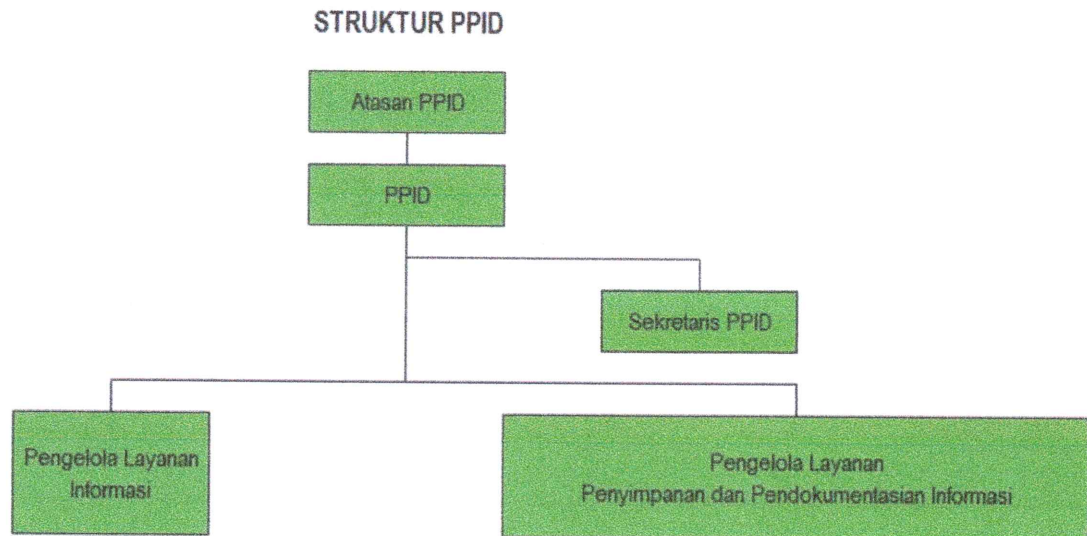 STRUKTUR PPID
Atasan PPID
PPID
Sekretaris PPID
Pengelola Layanan
Informasi
Pengelola Layanan
Penyimpanan dan Pendokumentasian Informasi